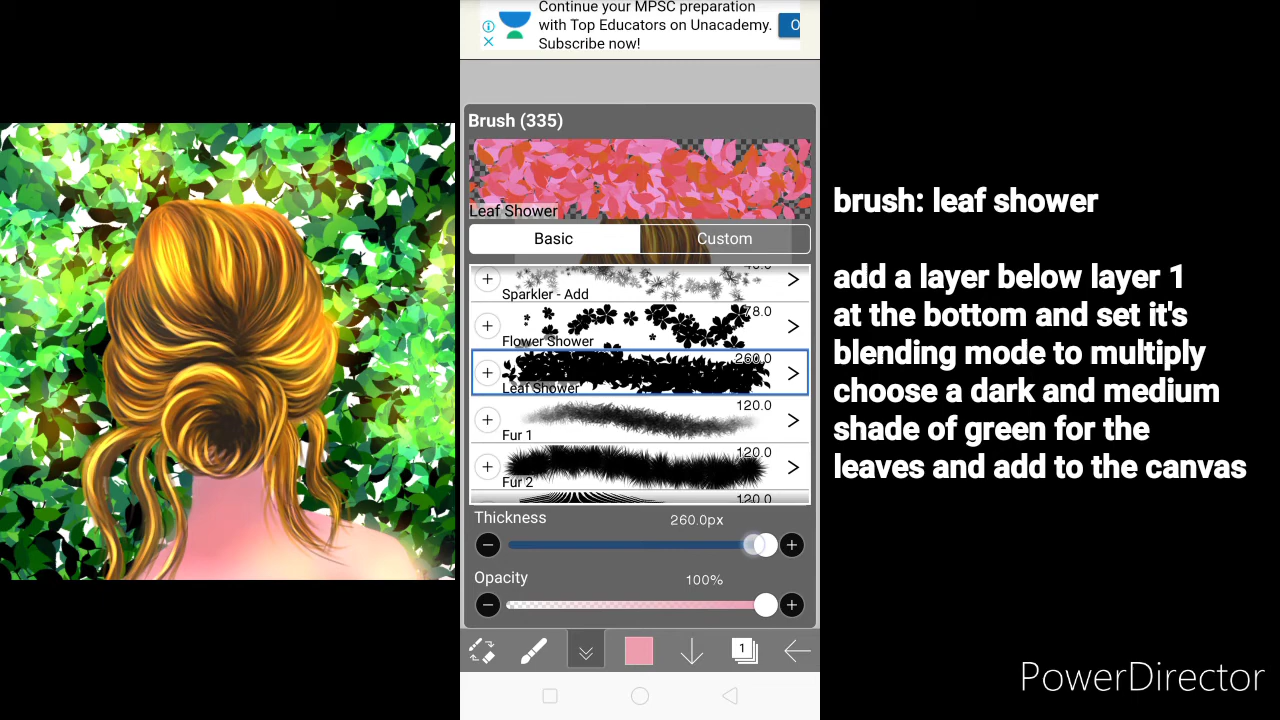 Continue your MPSC preparation
with Top Educators on Unacademy.
Subscribe now!
Brush (335)
Leaf Shower
Basic
Custom
Sparkler - Add
78.0
Flower Shower
260.0
Leaf Shower
120.0
Fur 1
120.0
Fur 2
120.0
Thickness
260.0px
Opacity
100%
1
brush: leaf shower
add a layer below layer 1
at the bottom and set it's
blending mode to multiply
choose a dark and medium
shade of green for the
leaves and add to the canvas
PowerDirector